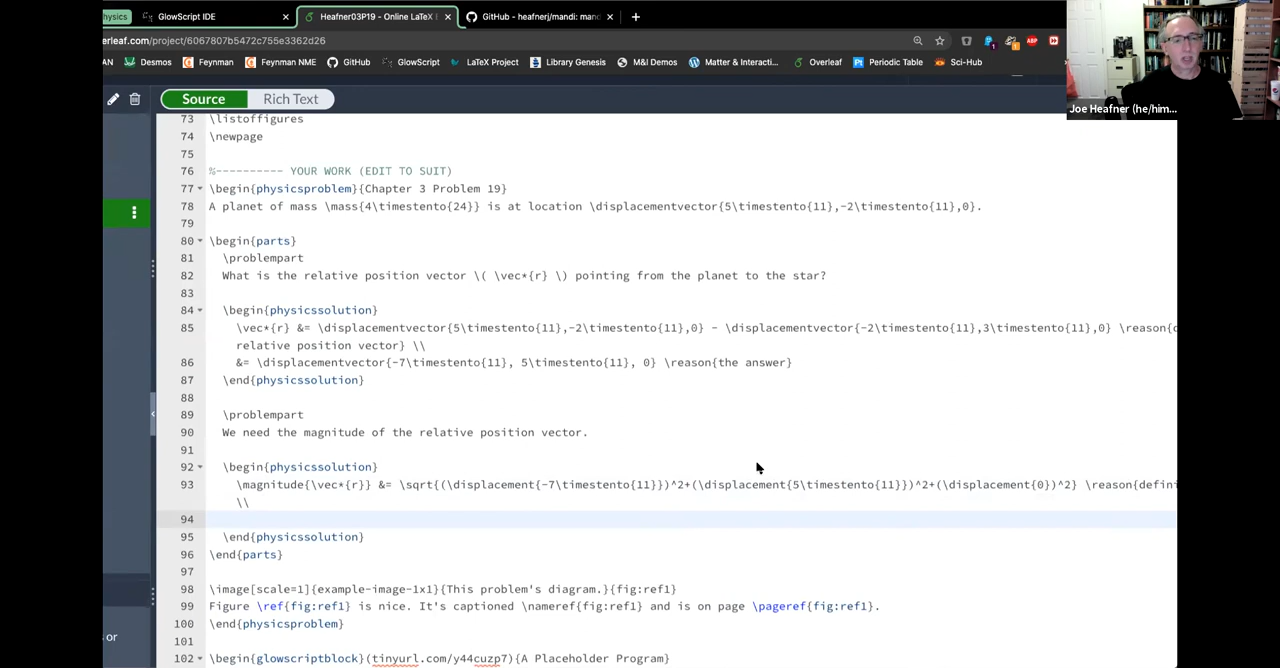 hysics
GlowScript IDE
Heafner03P19 - Online LaTeX E
GitHub - heafnerj/mandi: mand
erleaf.com/project/6067807b5472c755e3362d26
AN
Desmos
Feynman
Feynman NME
GitHub
GlowScript
LaTeX Project
Library Genesis
M&I Demos
Matter & Interacti...
Overleaf
Periodic Table
Sci-Hub
Joe Heafner (he/him...
Source
Rich Text
73 \listoffigures
74 \newpage
75
76 %---------- YOUR WORK (EDIT TO SUIT)
77 \begin{physicsproblem}{Chapter 3 Problem 19}
78 A planet of mass \mass{4\timestento{24}} is at location \displacementvector{5\timestento{11},-2\timestento{11},0}.
79
80 \begin{parts}
81 \problempart
82 What is the relative position vector \( \vec*{r} \) pointing from the planet to the star?
83
84 \begin{physicssolution}
85 \vec*{r} &= \displacementvector{5\timestento{11},-2\timestento{11},0} - \displacementvector{-2\timestento{11},3\timestento{11},0} \reason{d
relative position vector} \\
86 &= \displacementvector{-7\timestento{11}, 5\timestento{11}, 0} \reason{the answer}
87 \end{physicssolution}
88
89 \problempart
90 We need the magnitude of the relative position vector.
91
92 \begin{physicssolution}
93 \magnitude{\vec*{r}} &= \sqrt{(\displacement{-7\timestento{11}})^2+(\displacement{5\timestento{11}})^2+(\displacement{0})^2} \reason{defini
\\
94
95 \end{physicssolution}
96 \end{parts}
97
98 \image[scale=1]{example-image-1x1}{This problem's diagram.}{fig:ref1}
99 Figure \ref{fig:ref1} is nice. It's captioned \nameref{fig:ref1} and is on page \pageref{fig:ref1}.
100 \end{physicsproblem}
101
102 \begin{glowscriptblock}(tinyurl.com/y44cuzp7){A Placeholder Program}
or